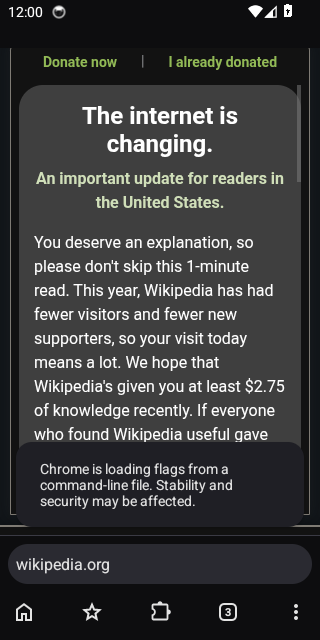 12:00
Donate now | I already donated
The internet is
changing.
An important update for readers in
the United States.
You deserve an explanation, so
please don't skip this 1-minute
read. This year, Wikipedia has had
fewer visitors and fewer new
supporters, so your visit today
means a lot. We hope that
Wikipedia's given you at least $2.75
of knowledge recently. If everyone
who found Wikipedia useful gave
Chrome is loading flags from a
command-line file. Stability and
security may be affected.
wikipedia.org
3